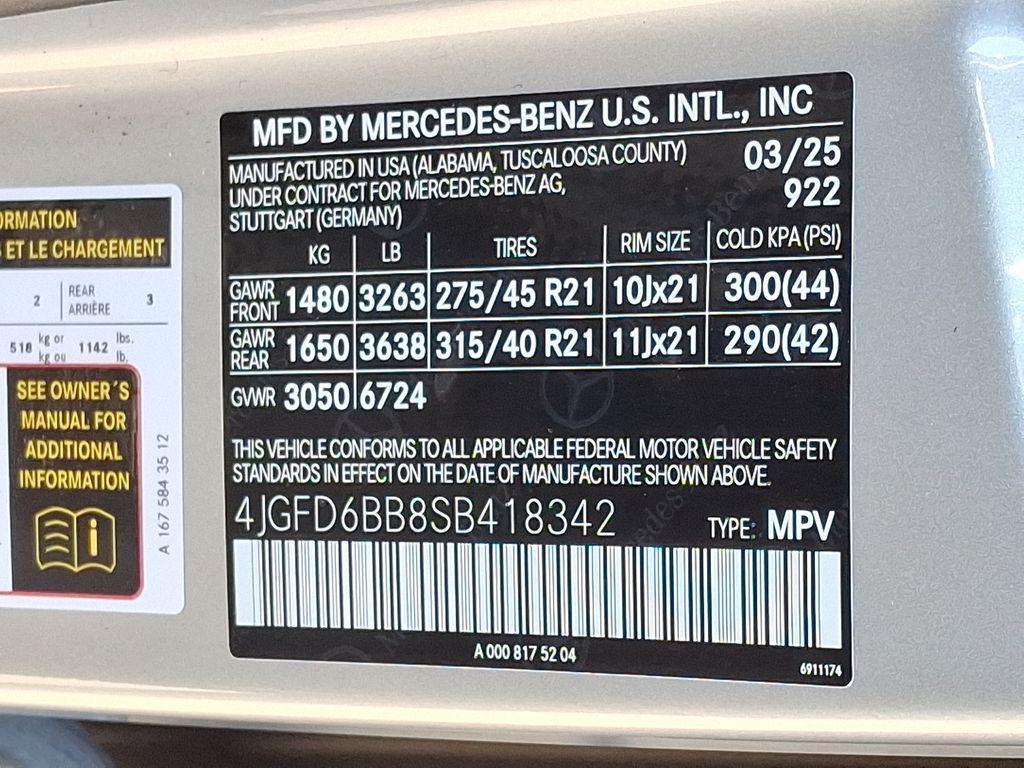 ORMATION
ET LE CHARGEMENT
2 REAR ARRIÈRE 3
518 kg or kg ou 1142 lbs. lb.
SEE OWNER´S
MANUAL FOR
ADDITIONAL
INFORMATION
A 167 584 35 12
MFD BY MERCEDES-BENZ U.S. INTL., INC
MANUFACTURED IN USA (ALABAMA, TUSCALOOSA COUNTY) 03/25
UNDER CONTRACT FOR MERCEDES-BENZ AG, 922
STUTTGART (GERMANY)
KG LB TIRES RIM SIZE COLD KPA (PSI)
GAWR FRONT 1480 3263 275/45 R21 10Jx21 300(44)
GAWR REAR 1650 3638 315/40 R21 11Jx21 290(42)
GVWR 3050 6724
THIS VEHICLE CONFORMS TO ALL APPLICABLE FEDERAL MOTOR VEHICLE SAFETY
STANDARDS IN EFFECT ON THE DATE OF MANUFACTURE SHOWN ABOVE.
4JGFD6BB8SB418342 TYPE: MPV
A 000 817 52 04
6911174